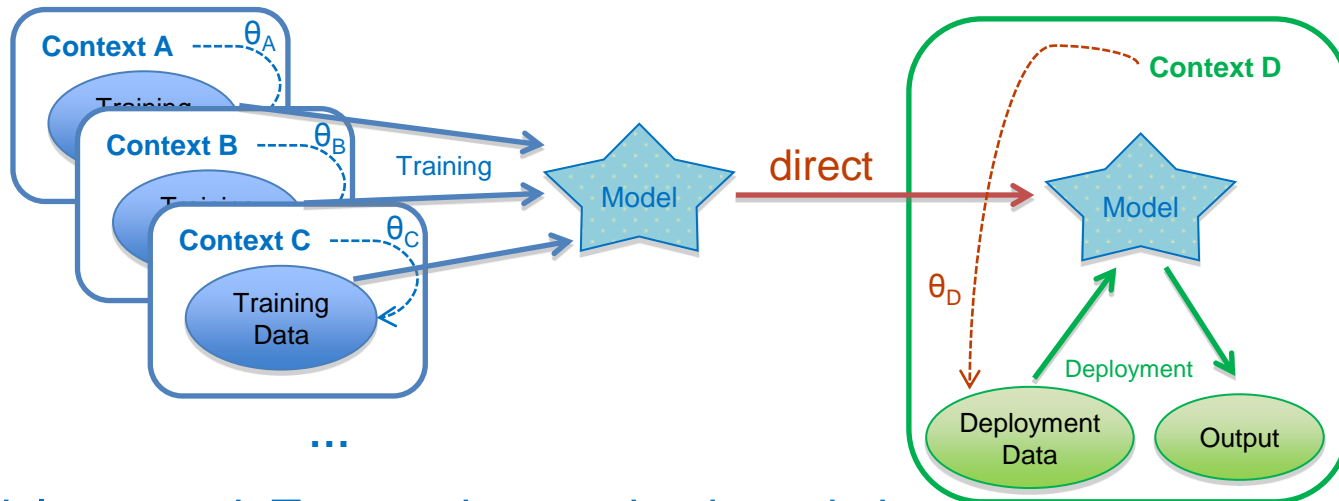 Context A
θA
Training
Context B
θB
Training
Context C
θC
Training
Data
...
Training
Model
direct
Context D
θD
Model
Deployment
Deployment
Data
Output